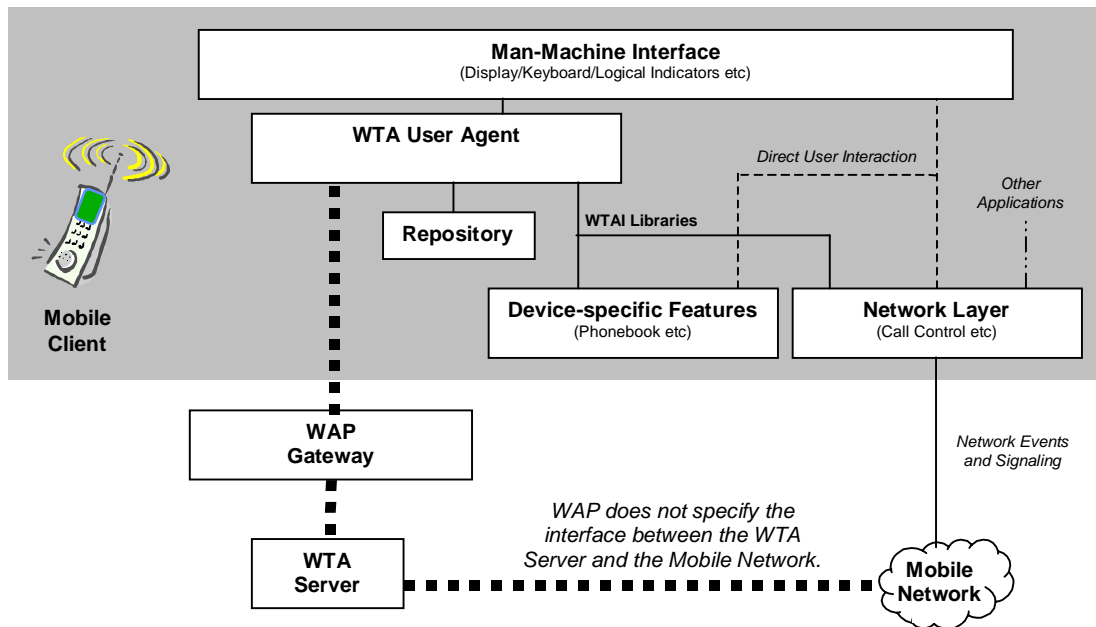 Man-Machine Interface
(Display/Keyboard/Logical Indicators etc)
WTA User Agent
Direct User Interaction
Other
Applications
WTAI Libraries
Repository
Device-specific Features
(Phonebook etc)
Network Layer
(Call Control etc)
Mobile
Client
WAP
Gateway
Network Events
and Signaling
WAP does not specify the
interface between the WTA
Server and the Mobile Network.
WTA
Server
Mobile
Network